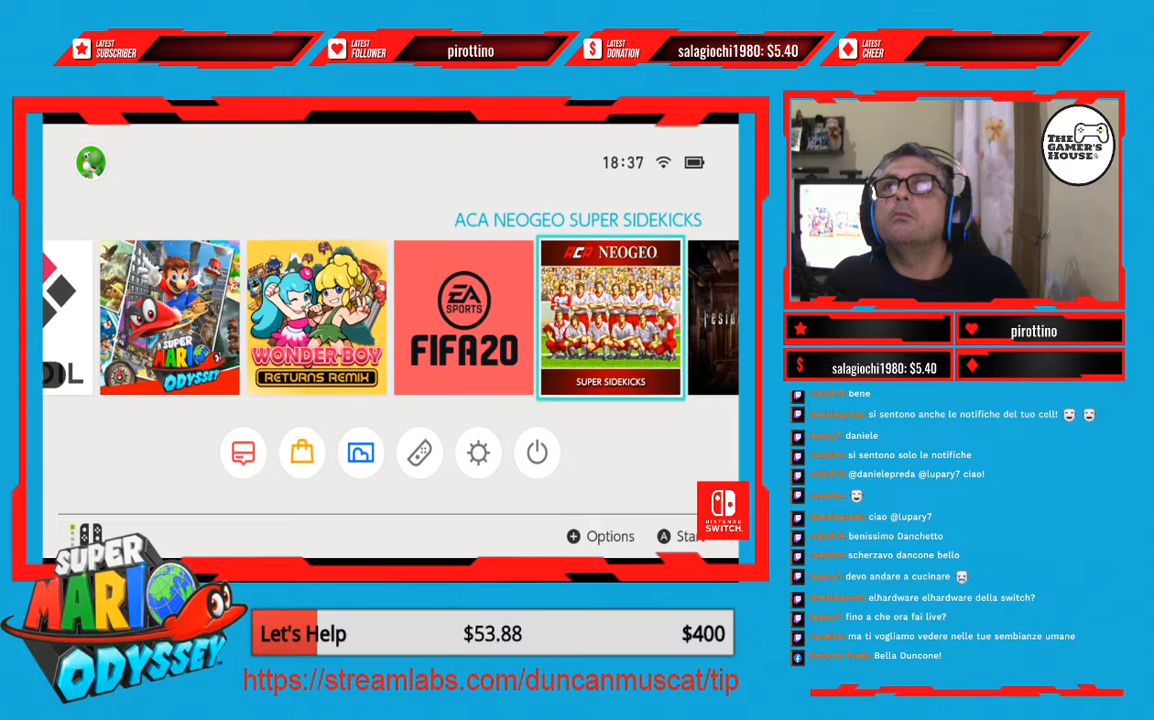 LATEST SUBSCRIBER
LATEST FOLLOWER
pirottino
LATEST DONATION
salagiochi1980: $5.40
LATEST CHEER
18:37
ACA NEOGEO SUPER SIDEKICKS
SUPER MARIO ODYSSEY
WONDER BOY
RETURNS REMIX
EA SPORTS
FIFA20
ACA NEOGEO
SUPER SIDEKICKS
resid
Options
A Start
NINTENDO SWITCH
SUPER MARIO ODYSSEY
Let's Help
$53.88
$400
https://streamlabs.com/duncanmuscat/tip
THE GAMER'S HOUSE
pirottino
salagiochi1980: $5.40
bene
si sentono anche le notifiche del tuo cell!
daniele
si sentono solo le notifiche
@danielepreda @lupary7 ciao!
ciao @lupary7
benissimo Danchetto
scherzavo dancone bello
devo andare a cucinare
elhardware elhardware della switch?
fino a che ora fai live?
ma ti vogliamo vedere nelle tue sembianze umane
Bella Duncone!